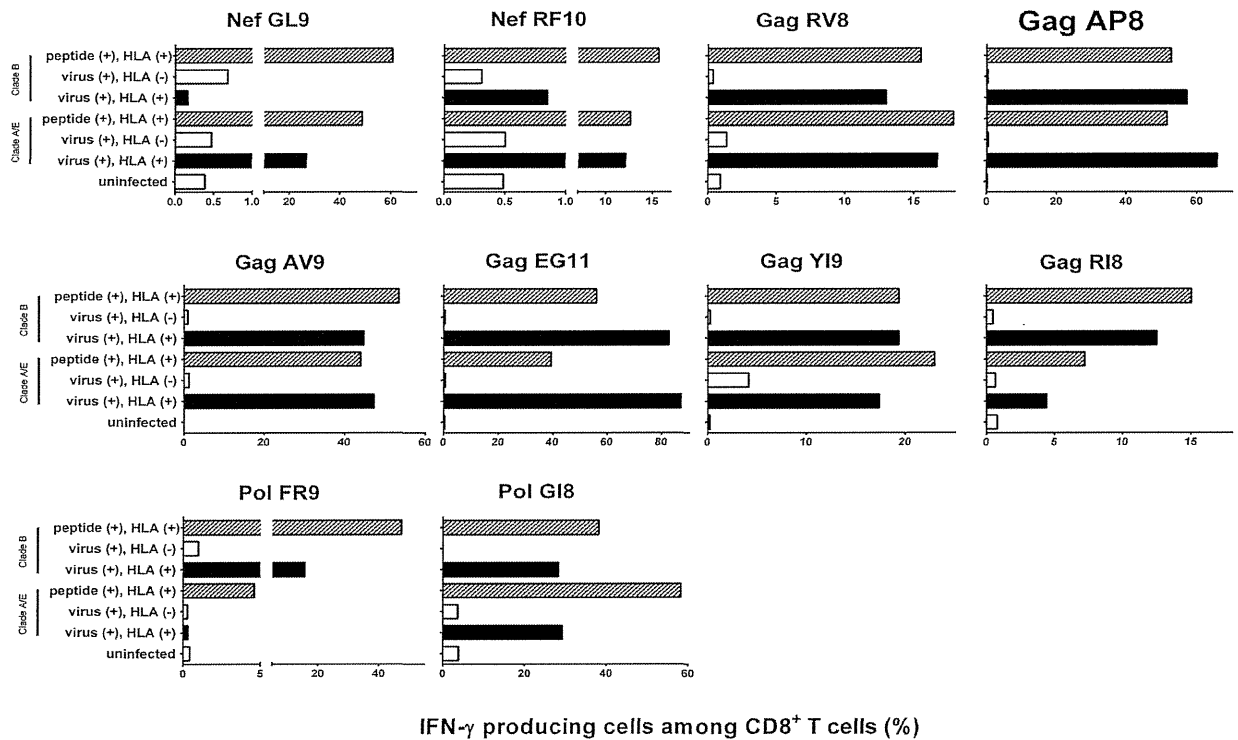 Nef GL9 Nef RF10 Gag RV8 Gag AP8
Clade B
peptide (+), HLA (+)
virus (+), HLA (-)
virus (+), HLA (+)
Clade A/E
peptide (+), HLA (+)
virus (+), HLA (-)
virus (+), HLA (+)
uninfected
0.0 0.5 1.0 20 40 60 0.0 0.5 1.0 5 10 15 0 5 10 15 0 20 40 60
Gag AV9 Gag EG11 Gag YI9 Gag RI8
Clade B
peptide (+), HLA (+)
virus (+), HLA (-)
virus (+), HLA (+)
Clade A/E
peptide (+), HLA (+)
virus (+), HLA (-)
virus (+), HLA (+)
uninfected
0 20 40 60 0 20 40 60 80 0 10 20 0 5 10 15
Pol FR9 Pol GI8
Clade B
peptide (+), HLA (+)
virus (+), HLA (-)
virus (+), HLA (+)
Clade A/E
peptide (+), HLA (+)
virus (+), HLA (-)
virus (+), HLA (+)
uninfected
0 5 20 40 0 20 40 60
IFN-γ producing cells among CD8⁺ T cells (%)